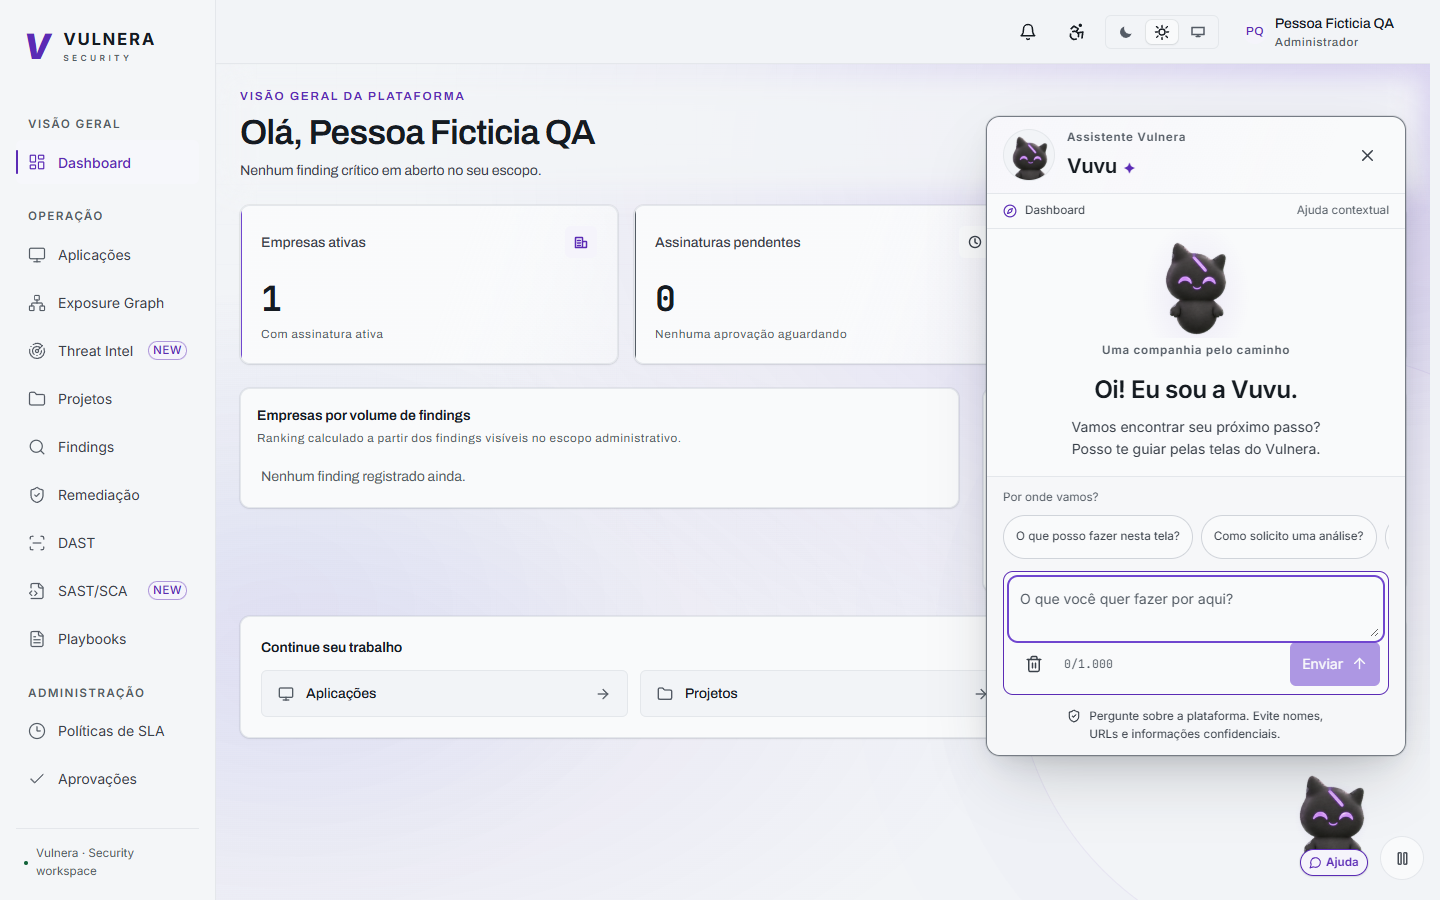 VULNERA
SECURITY
VISÃO GERAL
Dashboard
OPERAÇÃO
Aplicações
Exposure Graph
Threat Intel NEW
Projetos
Findings
Remediação
DAST
SAST/SCA NEW
Playbooks
ADMINISTRAÇÃO
Políticas de SLA
Aprovações
Vulnera · Security
workspace
PQ
Pessoa Ficticia QA
Administrador
VISÃO GERAL DA PLATAFORMA
Olá, Pessoa Ficticia QA
Nenhum finding crítico em aberto no seu escopo.
Empresas ativas
1
Com assinatura ativa
Assinaturas pendentes
0
Nenhuma aprovação aguardando
Empresas por volume de findings
Ranking calculado a partir dos findings visíveis no escopo administrativo.
Nenhum finding registrado ainda.
Continue seu trabalho
Aplicações
Projetos
Assistente Vulnera
Vuvu
Dashboard
Ajuda contextual
Uma companhia pelo caminho
Oi! Eu sou a Vuvu.
Vamos encontrar seu próximo passo?
Posso te guiar pelas telas do Vulnera.
Por onde vamos?
O que posso fazer nesta tela?
Como solicito uma análise?
O que você quer fazer por aqui?
0/1.000
Enviar
Pergunte sobre a plataforma. Evite nomes,
URLs e informações confidenciais.
Ajuda